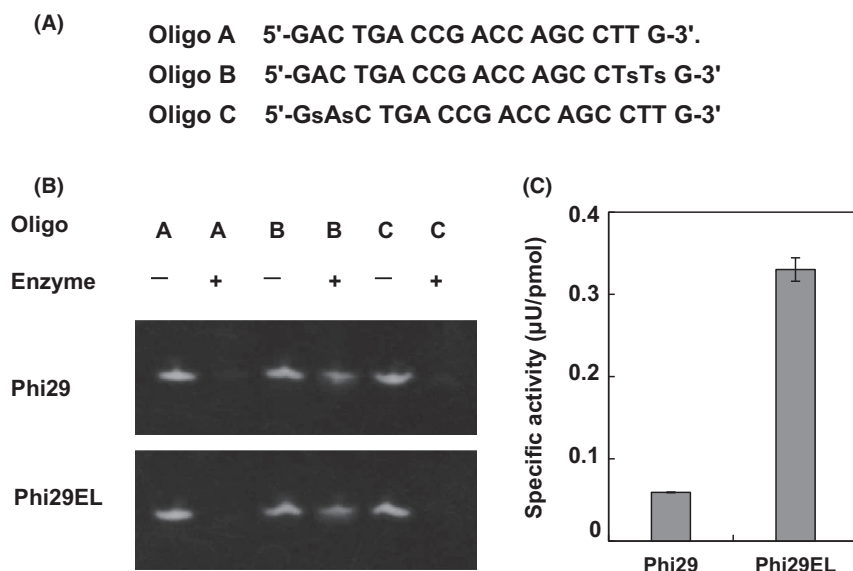 (A)
Oligo A 5'-GAC TGA CCG ACC AGC CTT G-3'.
Oligo B 5'-GAC TGA CCG ACC AGC CTsTs G-3'
Oligo C 5'-GsAsC TGA CCG ACC AGC CTT G-3'
(B)
Oligo A A B B C C
Enzyme — + — + — +
Phi29
Phi29EL
(C)
Specific activity (µU/pmol)
0.4
0.3
0.2
0.1
0
Phi29 Phi29EL